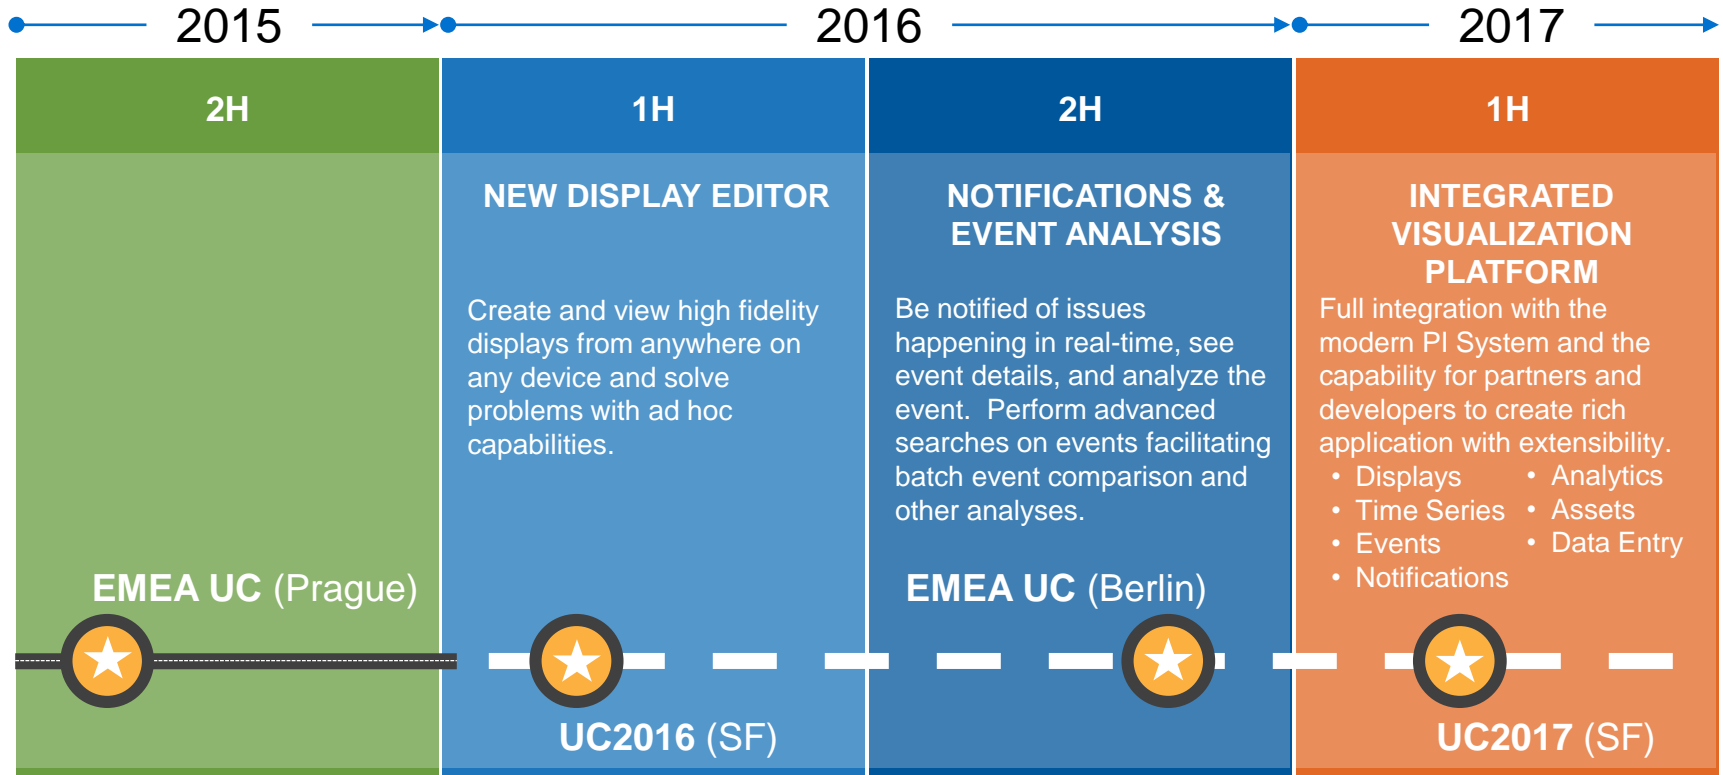 2015
2016
2017
2H
1H
2H
1H
NEW DISPLAY EDITOR
Create and view high fidelity
displays from anywhere on
any device and solve
problems with ad hoc
capabilities.
NOTIFICATIONS &
EVENT ANALYSIS
Be notified of issues
happening in real-time, see
event details, and analyze the
event.  Perform advanced
searches on events facilitating
batch event comparison and
other analyses.
INTEGRATED
VISUALIZATION
PLATFORM
Full integration with the
modern PI System and the
capability for partners and
developers to create rich
application with extensibility.
• Displays
• Time Series
• Events
• Notifications
• Analytics
• Assets
• Data Entry
EMEA UC (Prague)
UC2016 (SF)
EMEA UC (Berlin)
UC2017 (SF)